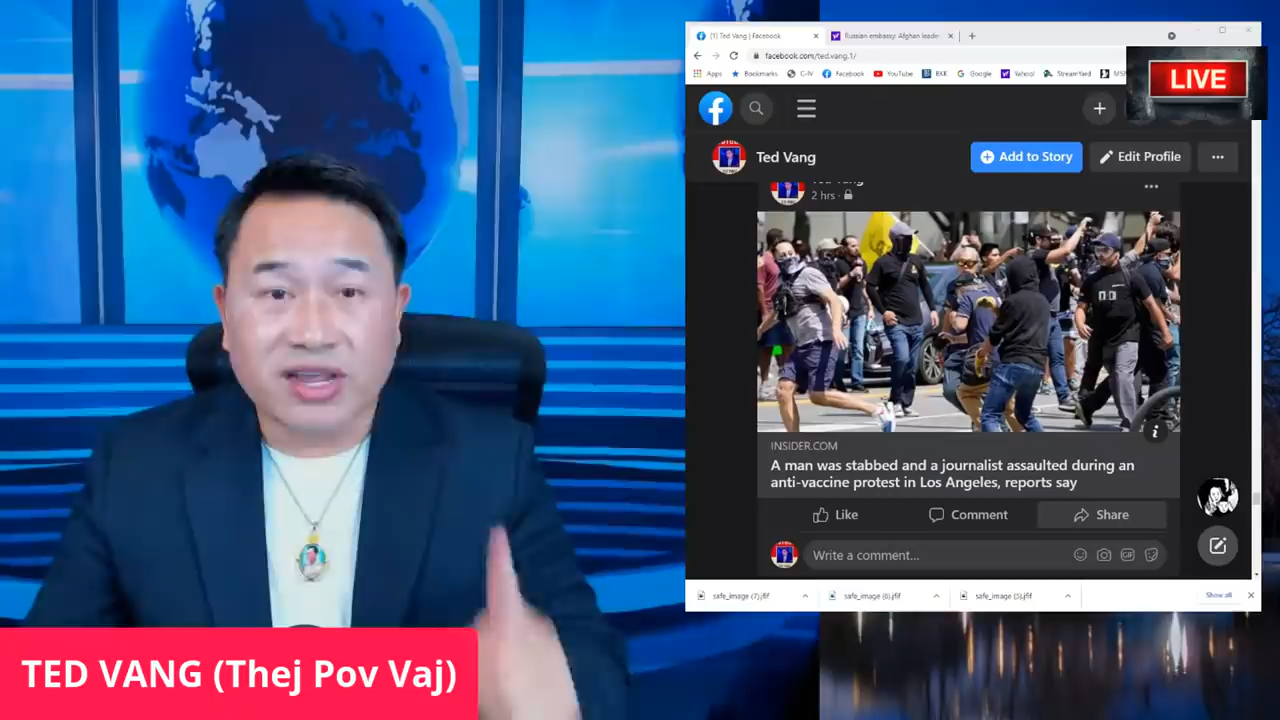 (1) Ted Vang | Facebook
Russian embassy: Afghan leade
facebook.com/ted.vang.1/
Apps
Bookmarks
C-IV
Facebook
YouTube
BKK
Google
Yahoo!
StreamYard
LIVE
Ted Vang
Add to Story
Edit Profile
2 hrs ·
INSIDER.COM
A man was stabbed and a journalist assaulted during an
anti-vaccine protest in Los Angeles, reports say
Like
Comment
Share
Write a comment...
GIF
safe_image (7).jfif
safe_image (6).jfif
safe_image (5).jfif
Show all
TED VANG (Thej Pov Vaj)